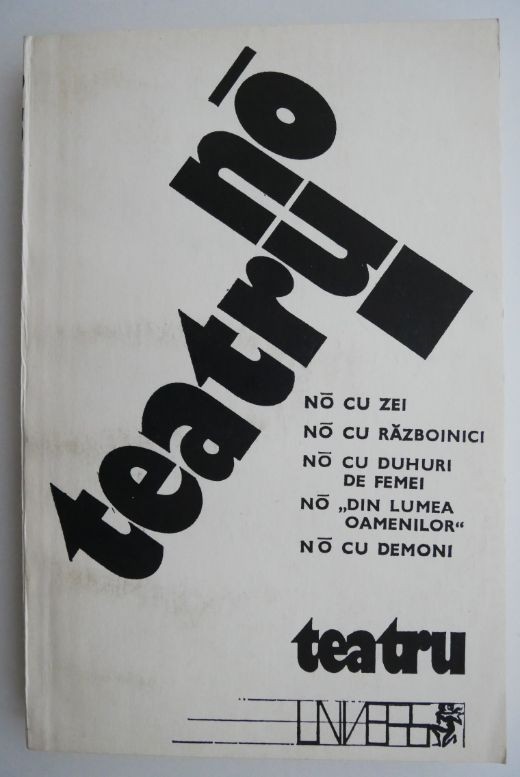 teatru
nō
NŌ CU ZEI
NŌ CU RĂZBOINICI
NŌ CU DUHURI
DE FEMEI
NŌ „DIN LUMEA
OAMENILOR“
NŌ CU DEMONI
teatru
UNIVERS